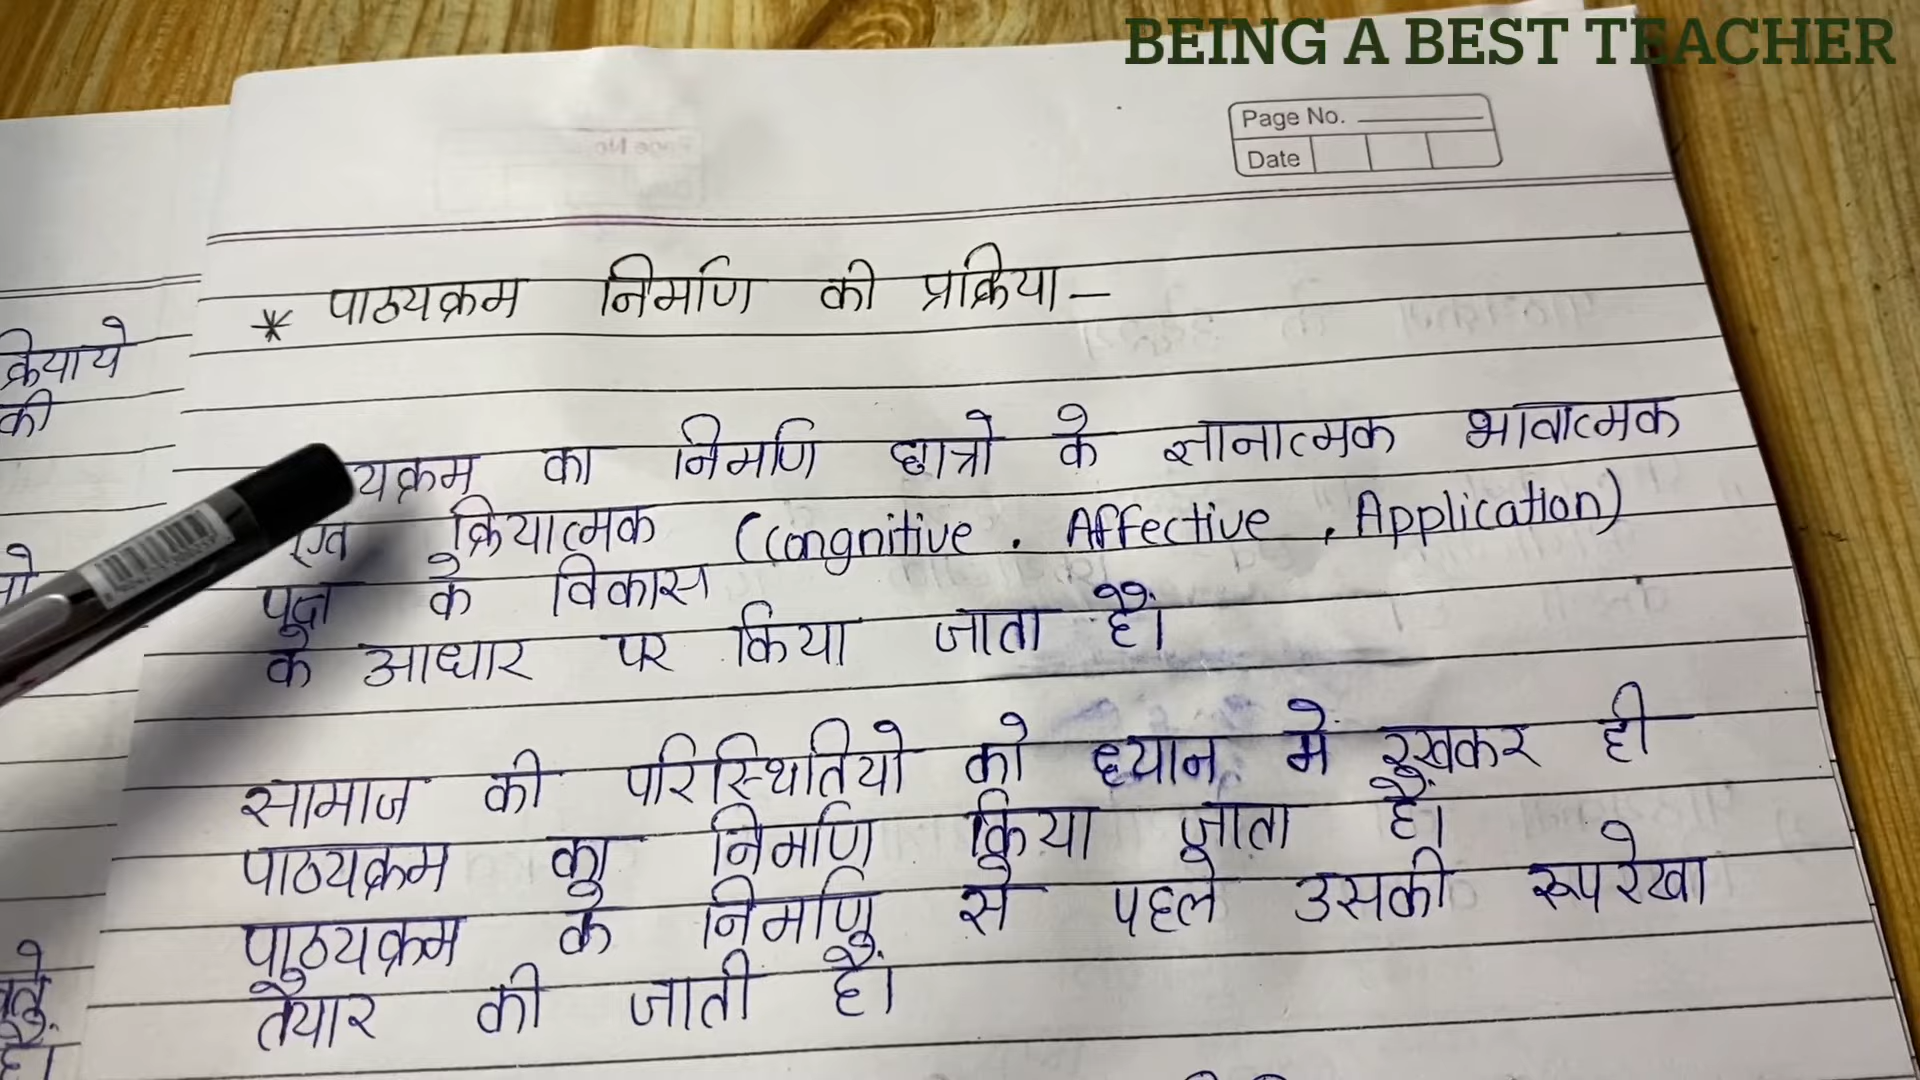 BEING A BEST TEACHER
Page No.
Date
* पाठ्यक्रम निर्माण की प्रक्रिया –
यक्रम का निर्माण छात्रो के ज्ञानात्मक भावात्मक
एवं क्रियात्मक (Congnitive , Affective , Application)
पक्ष के विकास
के आधार पर किया जाता है।
सामाज की परिस्थितियो को ध्यान मे रखकर ही
पाठ्यक्रम का निर्माण किया जाता है।
पाठ्यक्रम के निर्माण से पहले उसकी रूपरेखा
तैयार की जाती है।
क्रियाये
की
है।